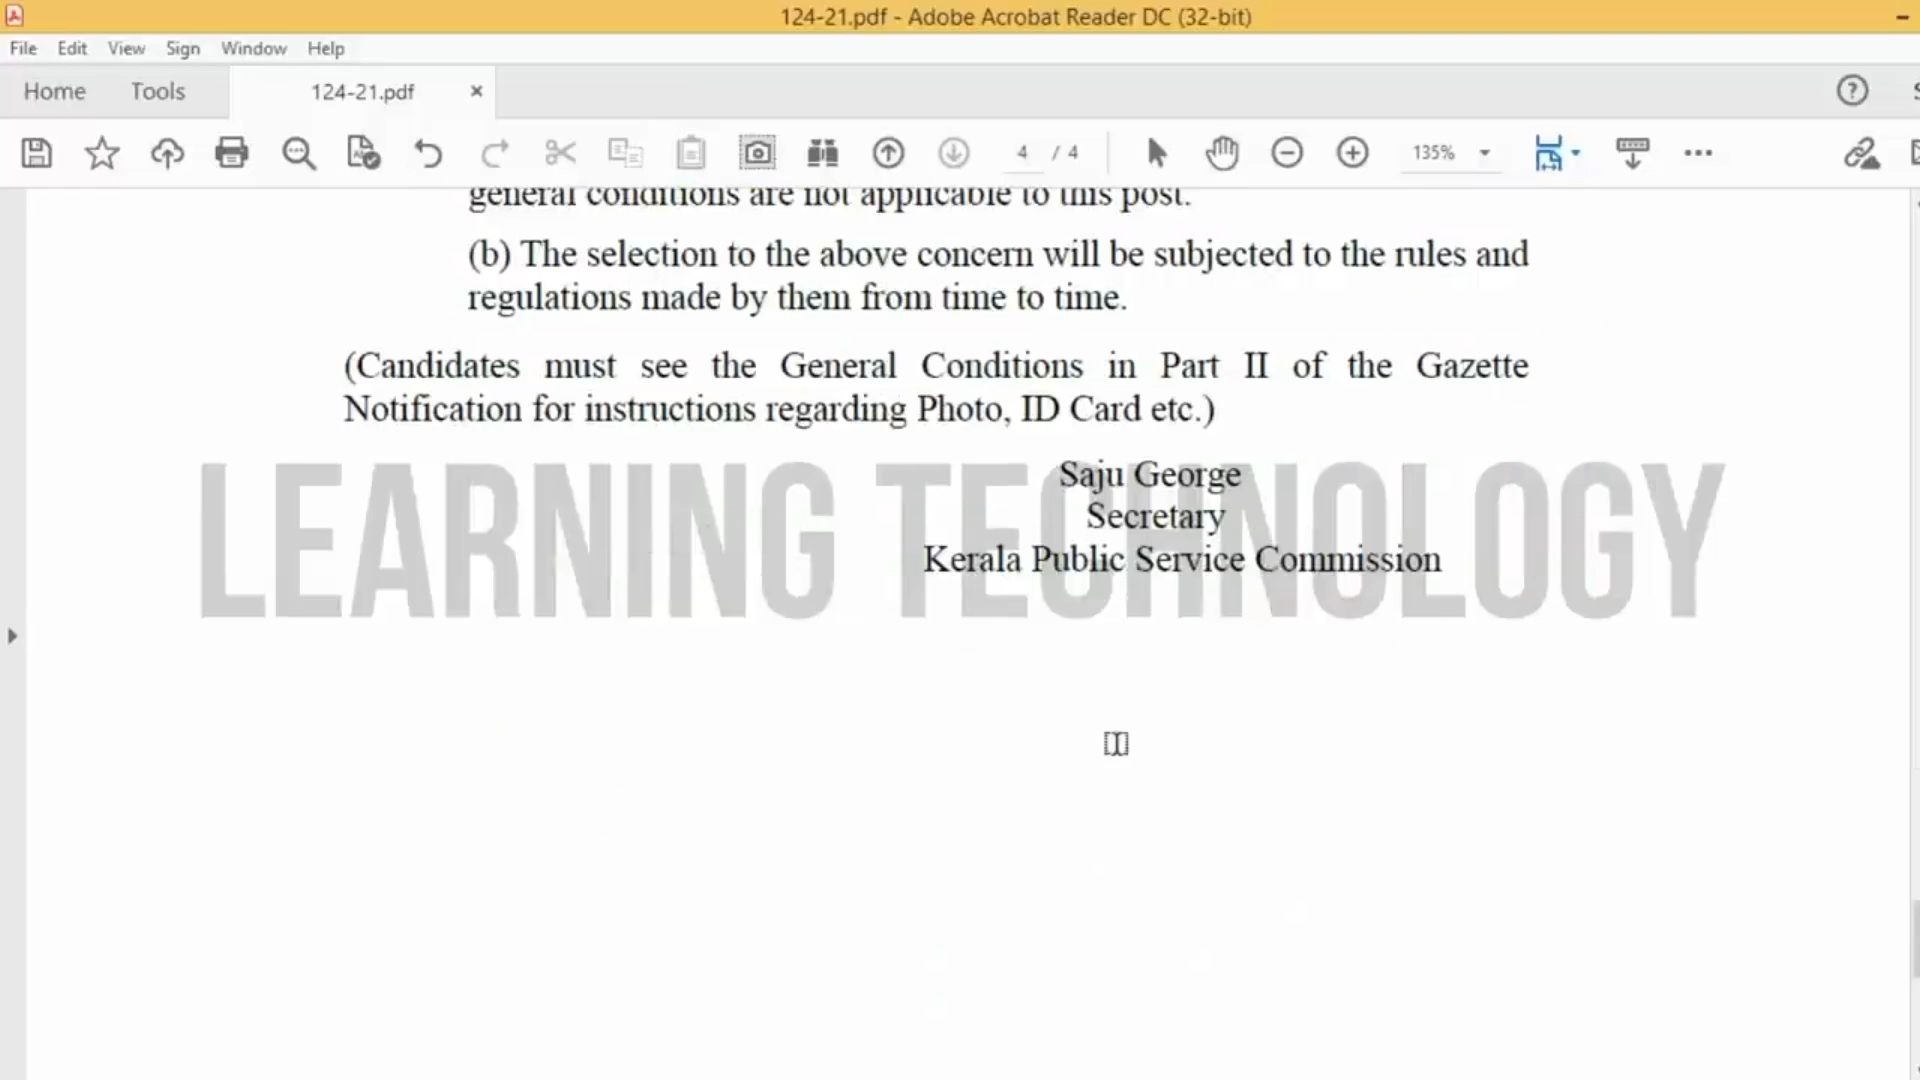 124-21.pdf - Adobe Acrobat Reader DC (32-bit)
File Edit View Sign Window Help
Home Tools 124-21.pdf
4 / 4 135%
general conditions are not applicable to this post.
(b) The selection to the above concern will be subjected to the rules and
regulations made by them from time to time.
(Candidates must see the General Conditions in Part II of the Gazette
Notification for instructions regarding Photo, ID Card etc.)
Saju George
Secretary
Kerala Public Service Commission
LEARNING TECHNOLOGY